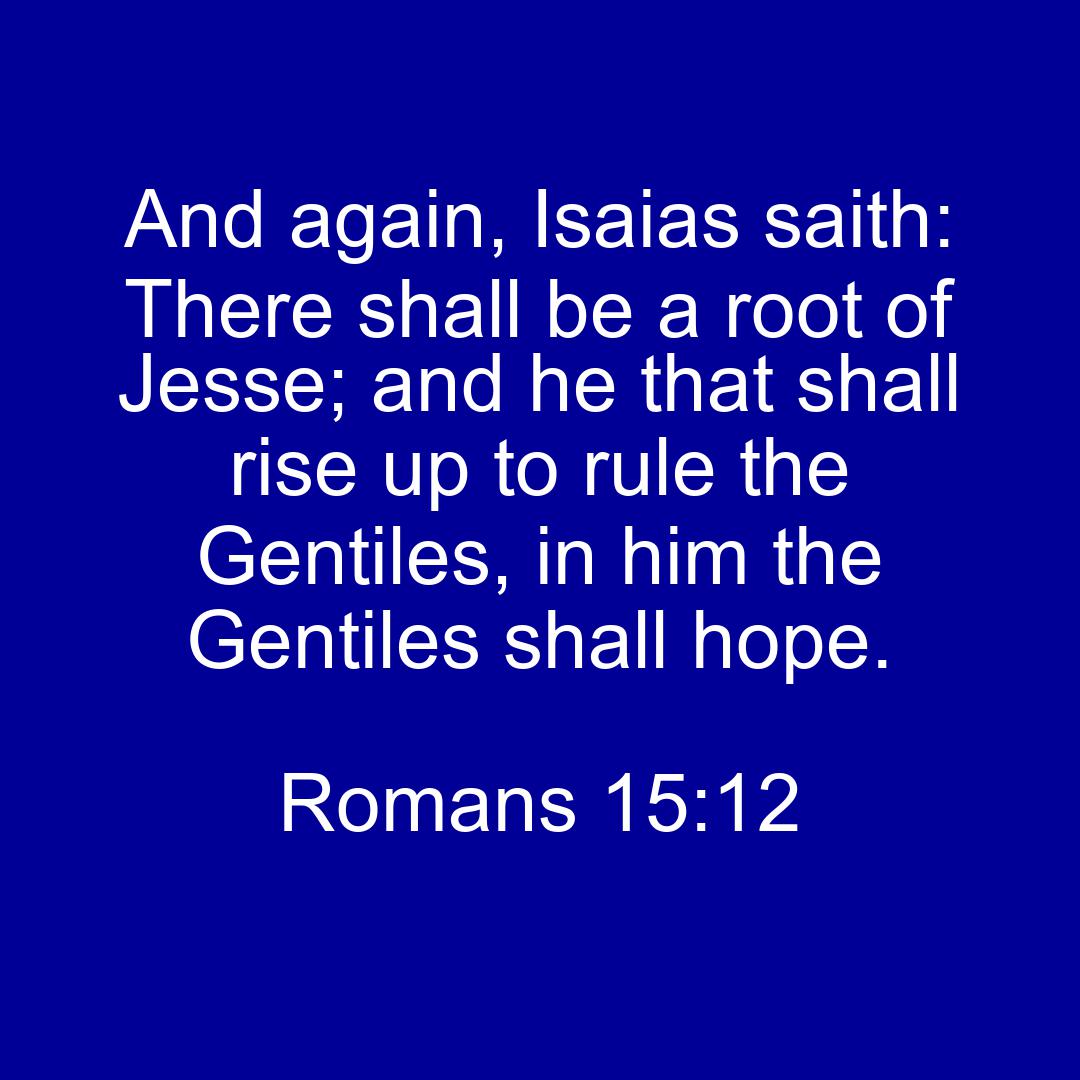 And again, Isaias saith:
There shall be a root of
Jesse; and he that shall
rise up to rule the
Gentiles, in him the
Gentiles shall hope.
Romans 15:12